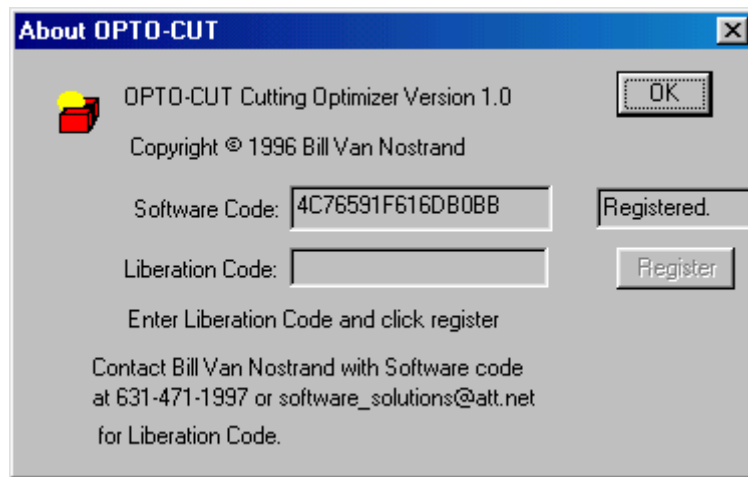 About OPTO-CUT
OPTO-CUT Cutting Optimizer Version 1.0
OK
Copyright © 1996 Bill Van Nostrand
Software Code: 4C76591F616DB0BB Registered.
Liberation Code: Register
Enter Liberation Code and click register
Contact Bill Van Nostrand with Software code
at 631-471-1997 or software_solutions@att.net
for Liberation Code.